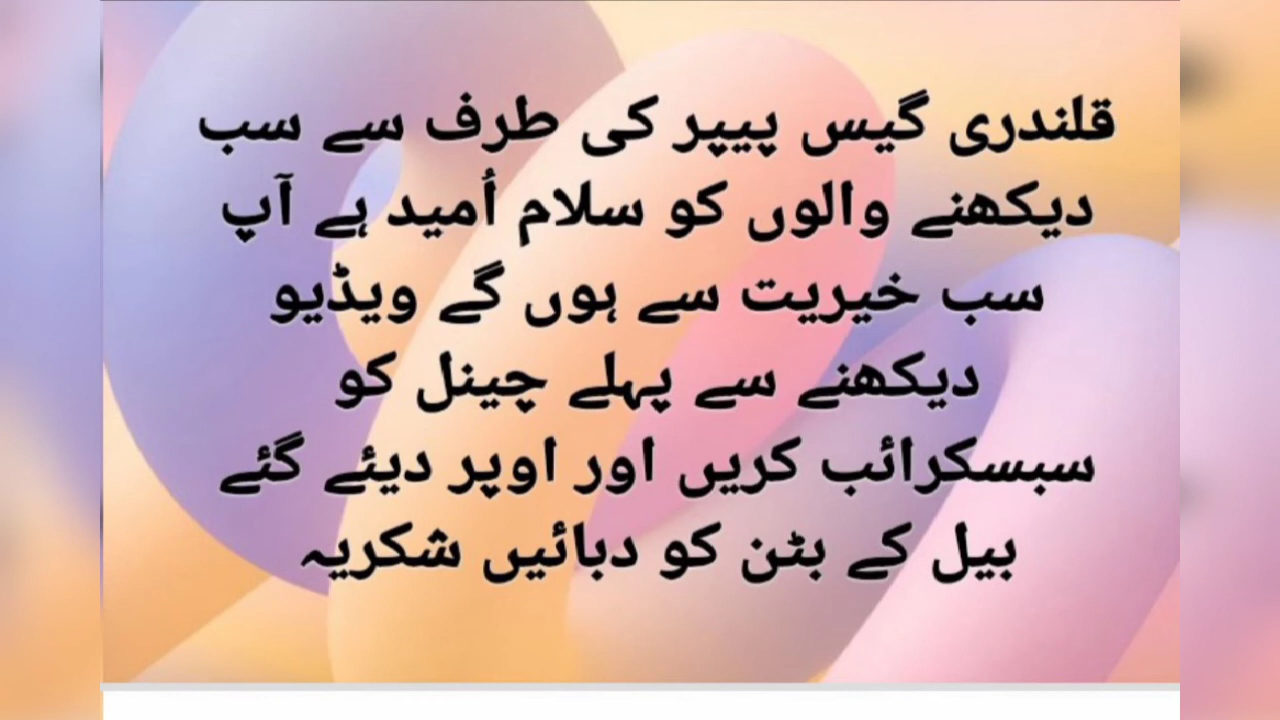 قلندری گیس پیپر کی طرف سے سب
دیکھنے والوں کو سلام اُمید ہے آپ
سب خیریت سے ہوں گے ویڈیو
دیکھنے سے پہلے چینل کو
سبسکرائب کریں اور اوپر دیئے گئے
بیل کے بٹن کو دبائیں شکریہ